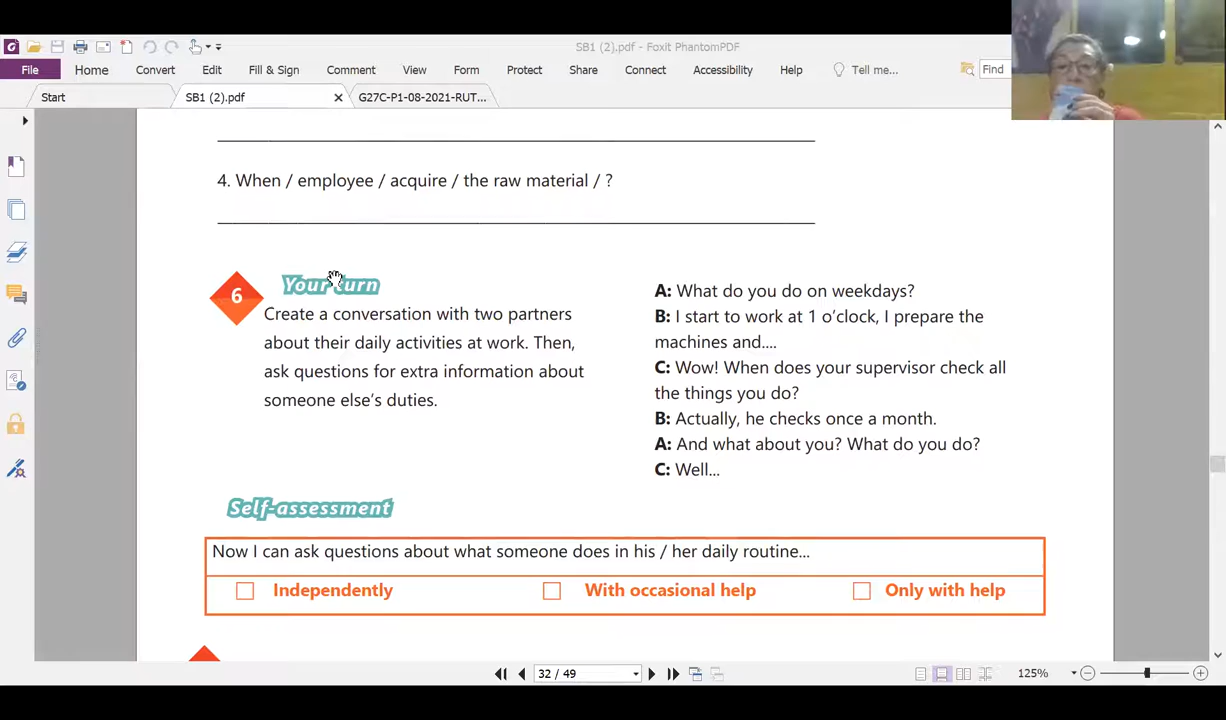 SB1 (2).pdf - Foxit PhantomPDF
File Home Convert Edit Fill & Sign Comment View Form Protect Share Connect Accessibility Help Tell me... Find
Start SB1 (2).pdf G27C-P1-08-2021-RUT...
4. When / employee / acquire / the raw material / ?
6 Your turn
Create a conversation with two partners
about their daily activities at work. Then,
ask questions for extra information about
someone else's duties.
A: What do you do on weekdays?
B: I start to work at 1 o'clock, I prepare the
machines and....
C: Wow! When does your supervisor check all
the things you do?
B: Actually, he checks once a month.
A: And what about you? What do you do?
C: Well...
Self-assessment
Now I can ask questions about what someone does in his / her daily routine...
Independently With occasional help Only with help
32 / 49 125%